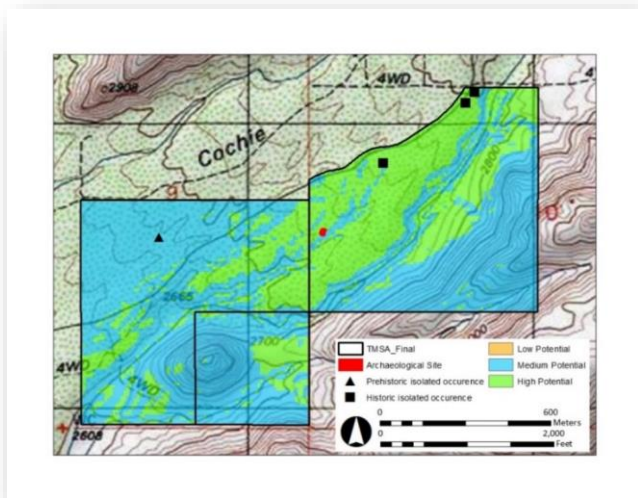 4WD
2908
Cochie
2800
2665
2700
4WD
4WD
2608
TMSA_Final
Archaeological Site
Prehistoric isolated occurence
Historic isolated occurence
Low Potential
Medium Potential
High Potential
0 600
Meters
0 2,000
Feet